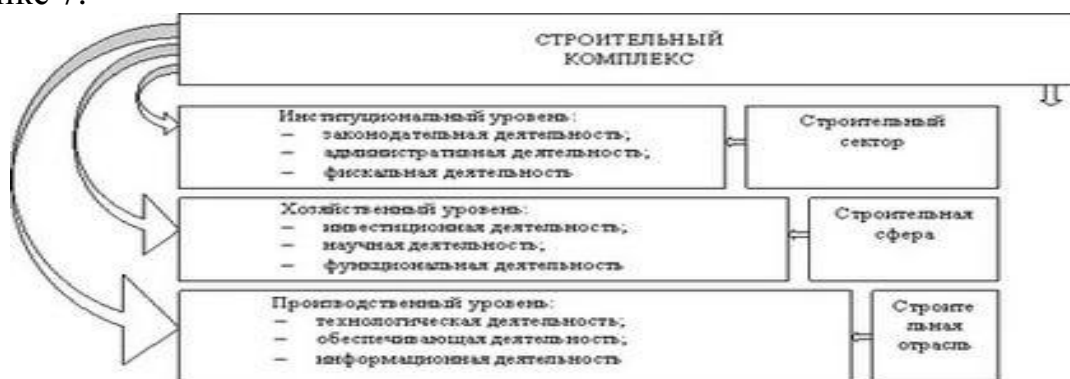 7.
СТРОИТЕЛЬНЫЙ
КОМПЛЕКС
Институциональный уровень:
– законодательная деятельность;
– административная деятельность;
– фискальная деятельность
Строительный
сектор
Хозяйственный уровень:
– инвестиционная деятельность;
– научная деятельность;
– функциональная деятельность
Строительная
сфера
Производственный уровень:
– технологическая деятельность;
– обеспечивающая деятельность;
– информационная деятельность
Строите
льная
отрасль